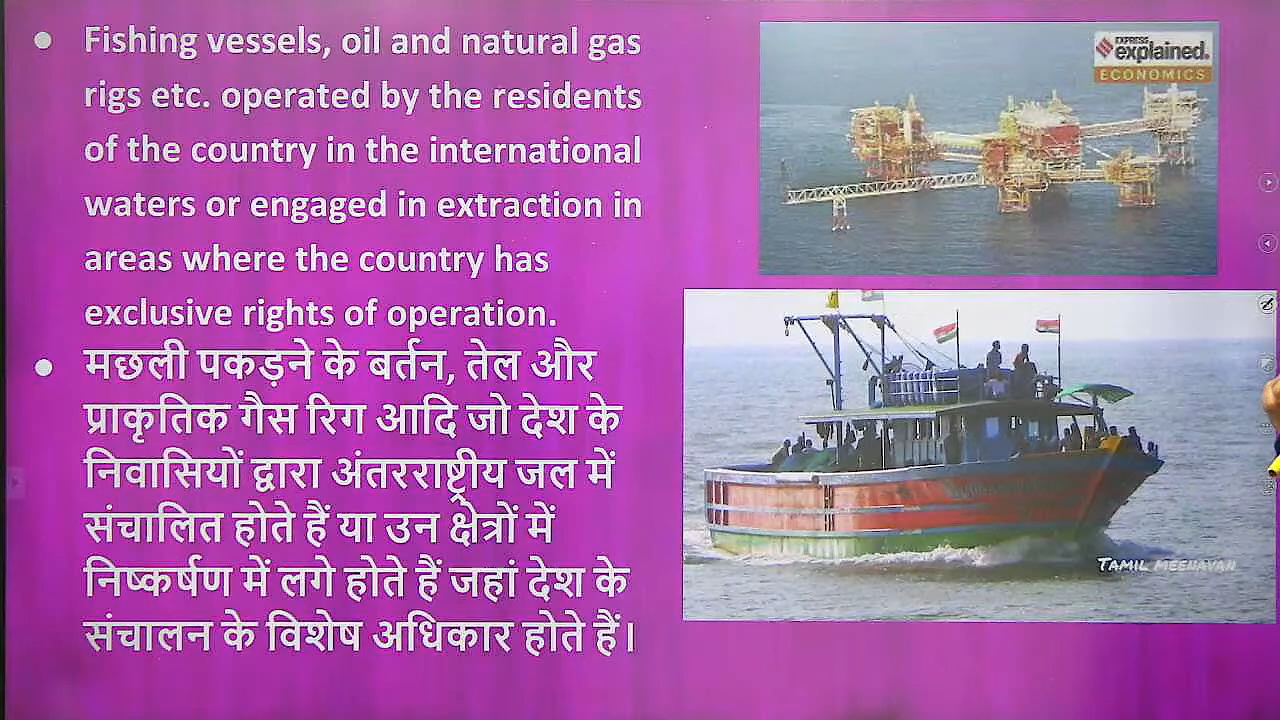 Fishing vessels, oil and natural gas
rigs etc. operated by the residents
of the country in the international
waters or engaged in extraction in
areas where the country has
exclusive rights of operation.
मछली पकड़ने के बर्तन, तेल और
प्राकृतिक गैस रिग आदि जो देश के
निवासियों द्वारा अंतरराष्ट्रीय जल में
संचालित होते हैं या उन क्षेत्रों में
निष्कर्षण में लगे होते हैं जहां देश के
संचालन के विशेष अधिकार होते हैं।
EXPRESS
explained.
ECONOMICS
TAMIL MEENAVAN